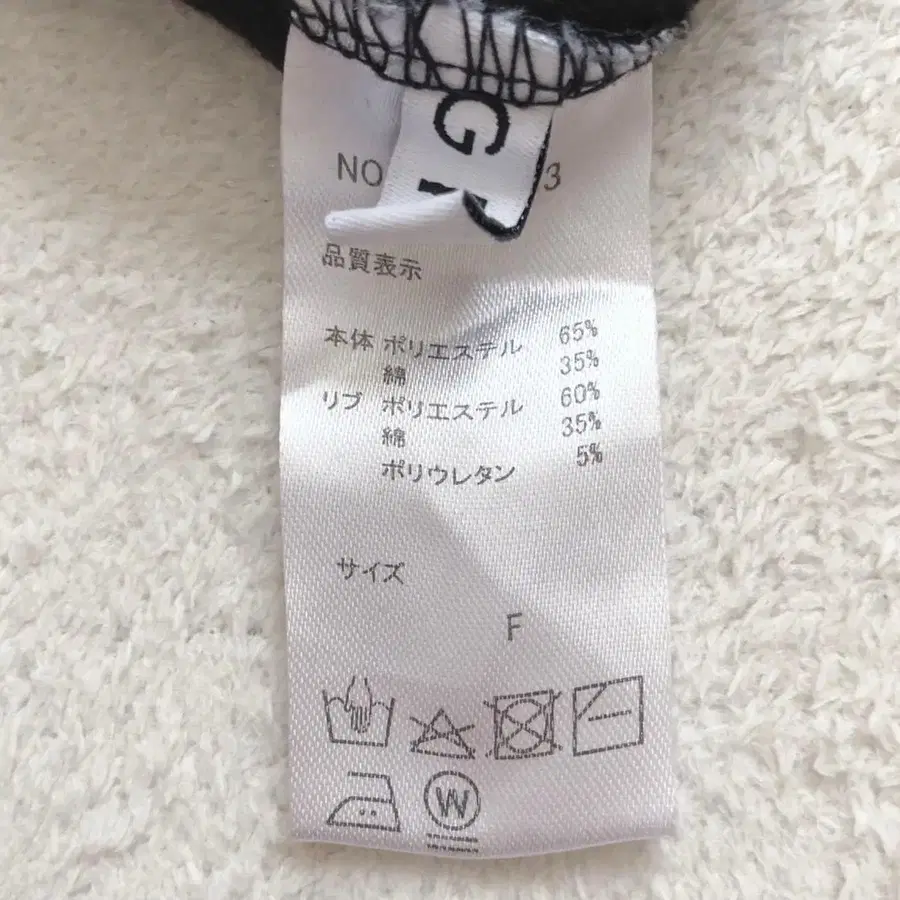 G
NO 3
品質表示
本体 ポリエステル 65%
綿 35%
リブ ポリエステル 60%
綿 35%
ポリウレタン 5%
サイズ
F
W